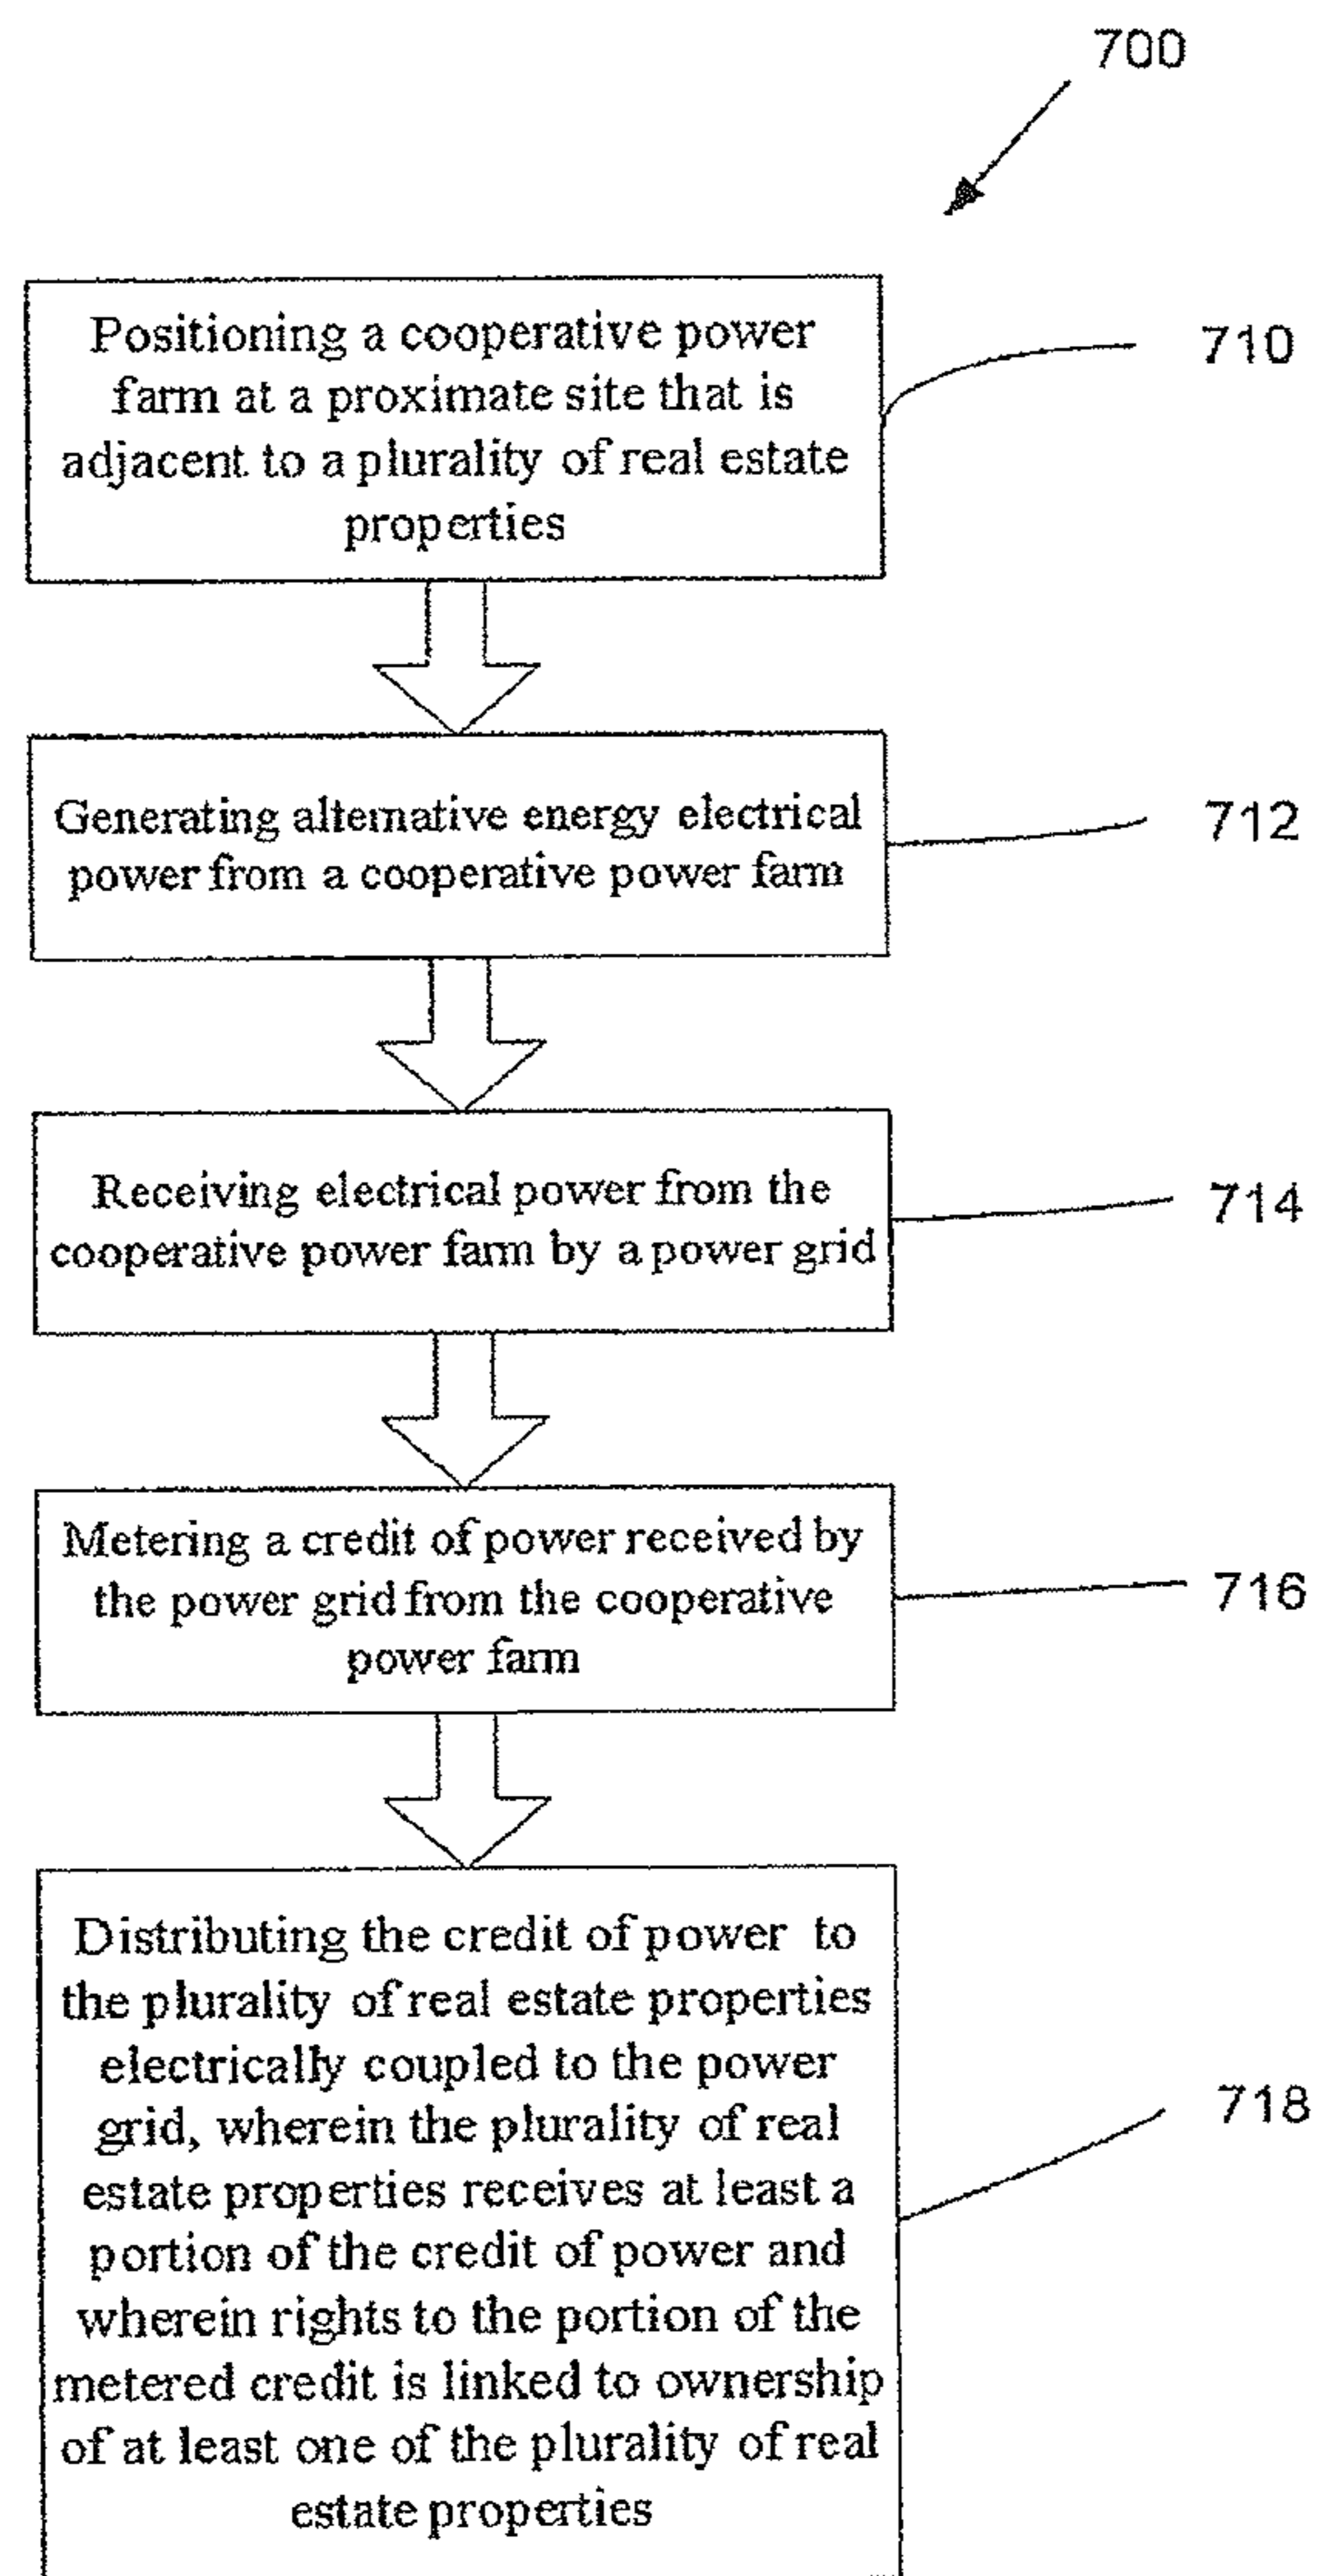 700
Positioning a cooperative power
farm at a proximate site that is
adjacent to a plurality of real estate
properties
710
Generating alternative energy electrical
power from a cooperative power farm
712
Receiving electrical power from the
cooperative power farm by a power grid
714
Metering a credit of power received by
the power grid from the cooperative
power farm
716
Distributing the credit of power to
the plurality of real estate properties
electrically coupled to the power
grid, wherein the plurality of real
estate properties receives at least a
portion of the credit of power and
wherein rights to the portion of the
metered credit is linked to ownership
of at least one of the plurality of real
estate properties
718